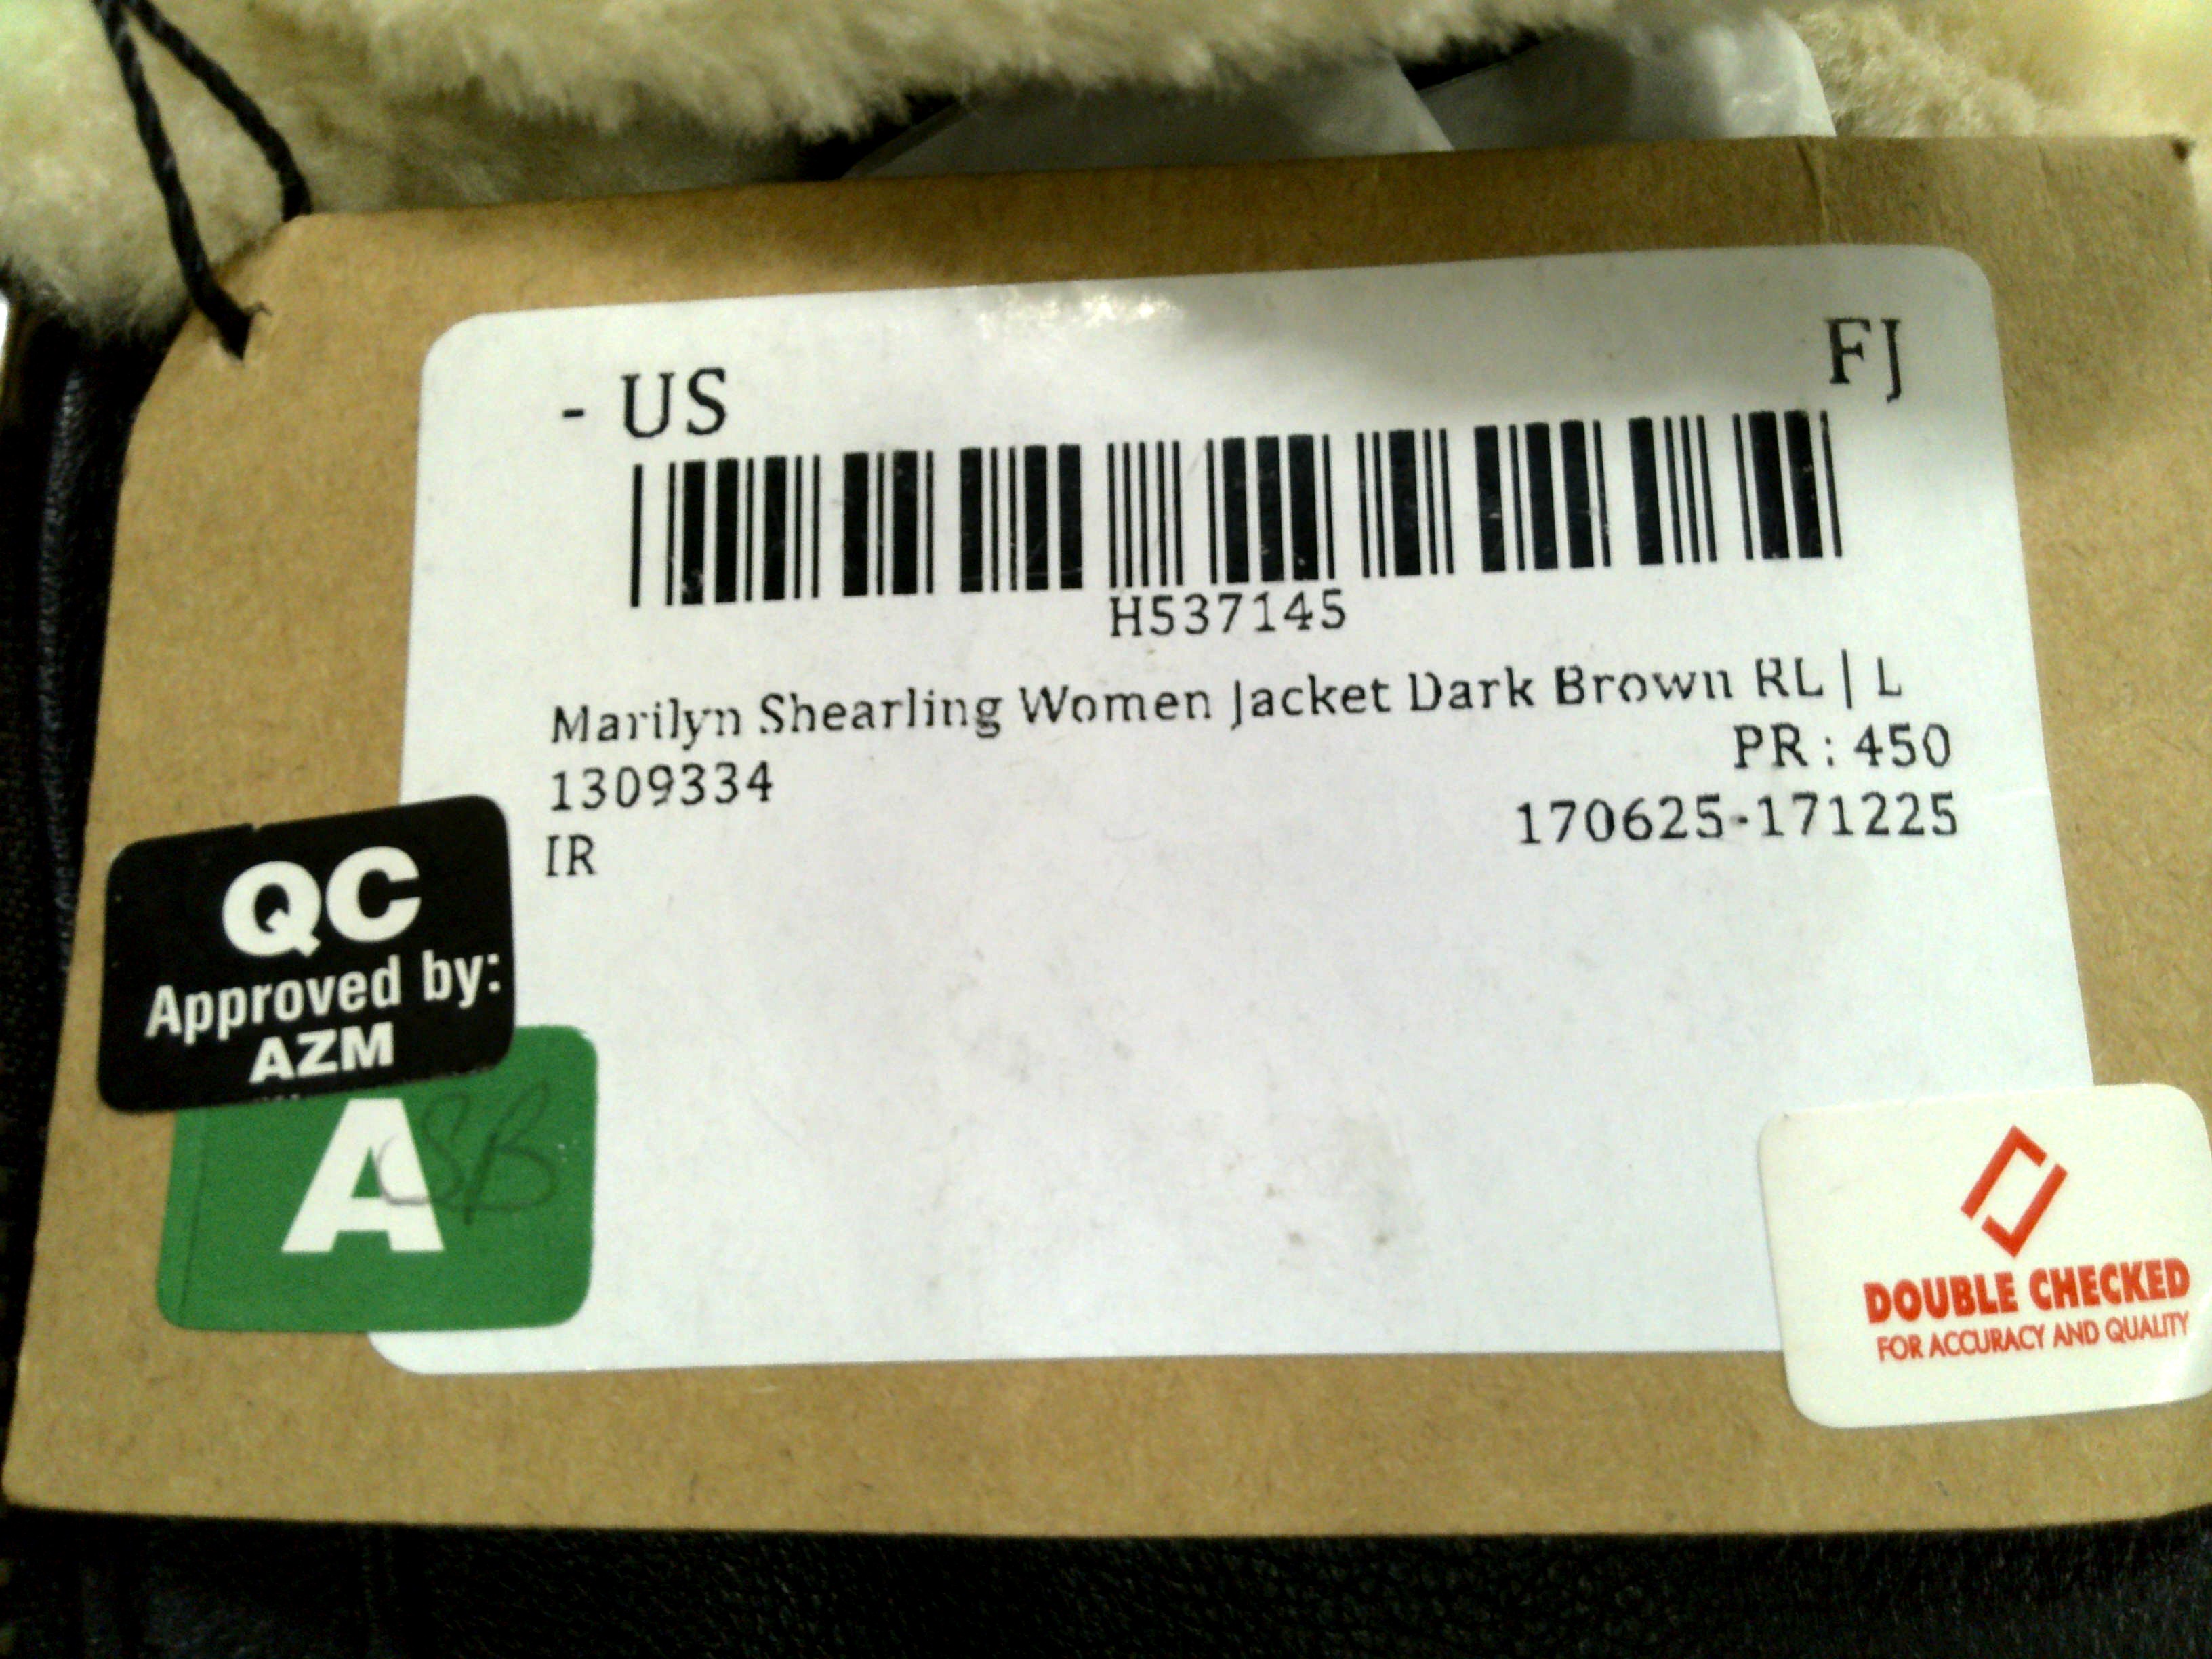 - US FJ
H537145
Marilyn Shearling Women Jacket Dark Brown RL | L
1309334 PR : 450
IR 170625-171225
QC
Approved by:
AZM
A SB
DOUBLE CHECKED
FOR ACCURACY AND QUALITY